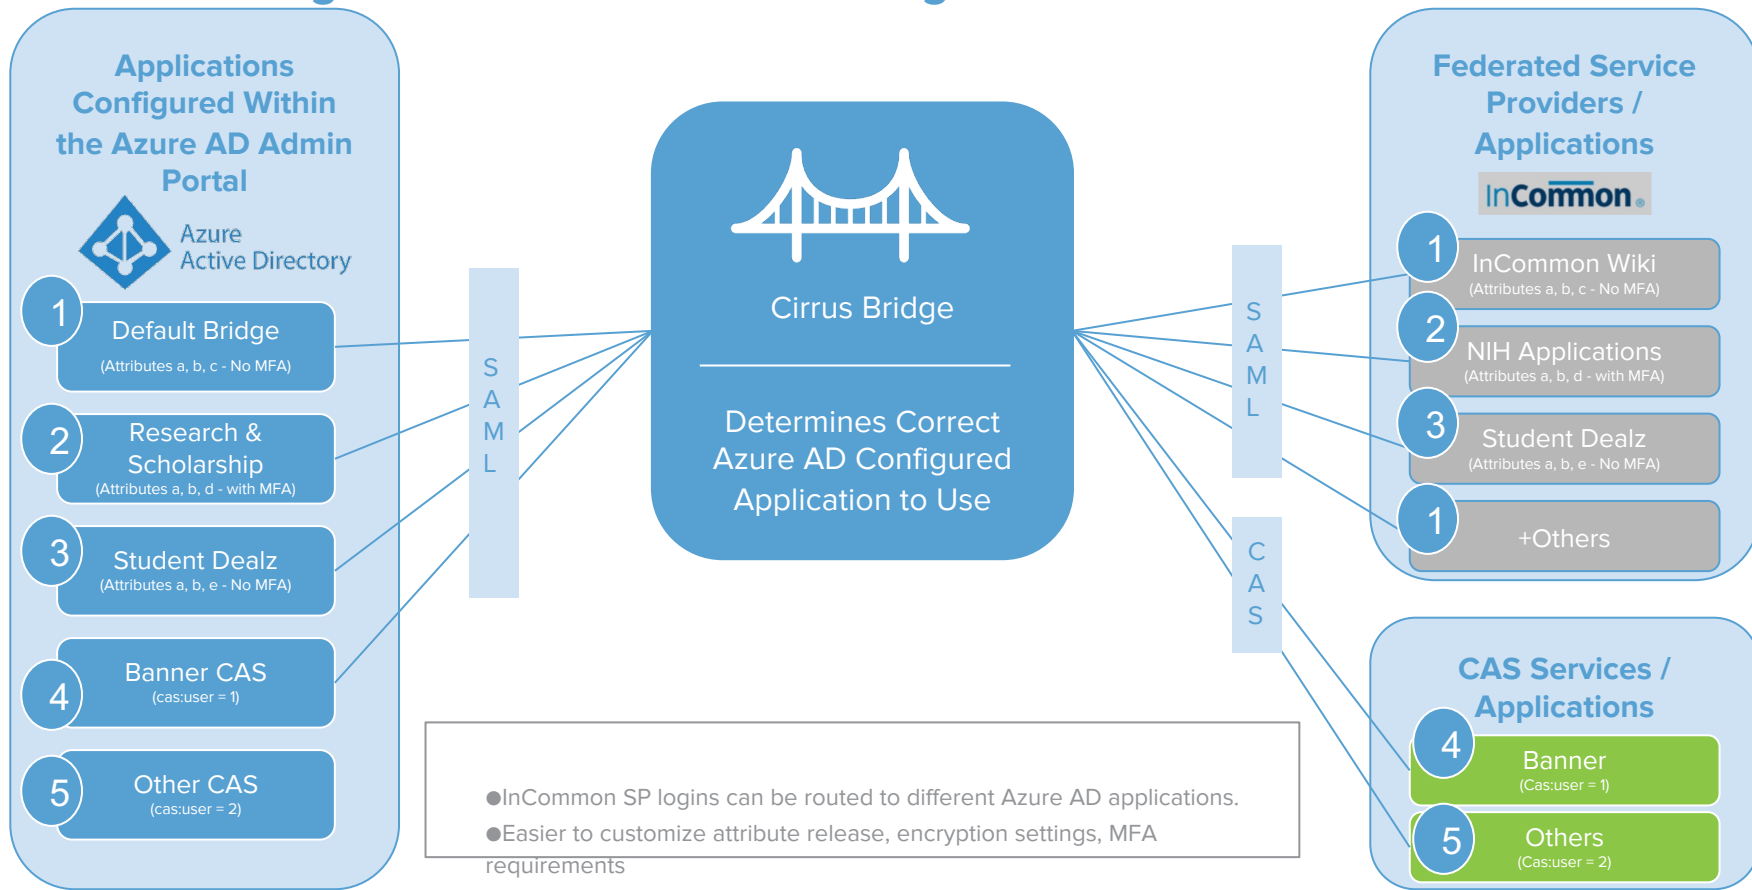 Applications
Configured Within
the Azure AD Admin
Portal
Azure
Active Directory
1
Default Bridge
(Attributes a, b, c - No MFA)
2
Research &
Scholarship
(Attributes a, b, d - with MFA)
3
Student Dealz
(Attributes a, b, e - No MFA)
4
Banner CAS
(cas:user = 1)
5
Other CAS
(cas:user = 2)
S
A
M
L
Cirrus Bridge
Determines Correct
Azure AD Configured
Application to Use
●InCommon SP logins can be routed to different Azure AD applications.
●Easier to customize attribute release, encryption settings, MFA
requirements
S
A
M
L
C
A
S
Federated Service
Providers /
Applications
InCommon®
1
InCommon Wiki
(Attributes a, b, c - No MFA)
2
NIH Applications
(Attributes a, b, d - with MFA)
3
Student Dealz
(Attributes a, b, e - No MFA)
1
+Others
CAS Services /
Applications
4
Banner
(Cas:user = 1)
5
Others
(Cas:user = 2)